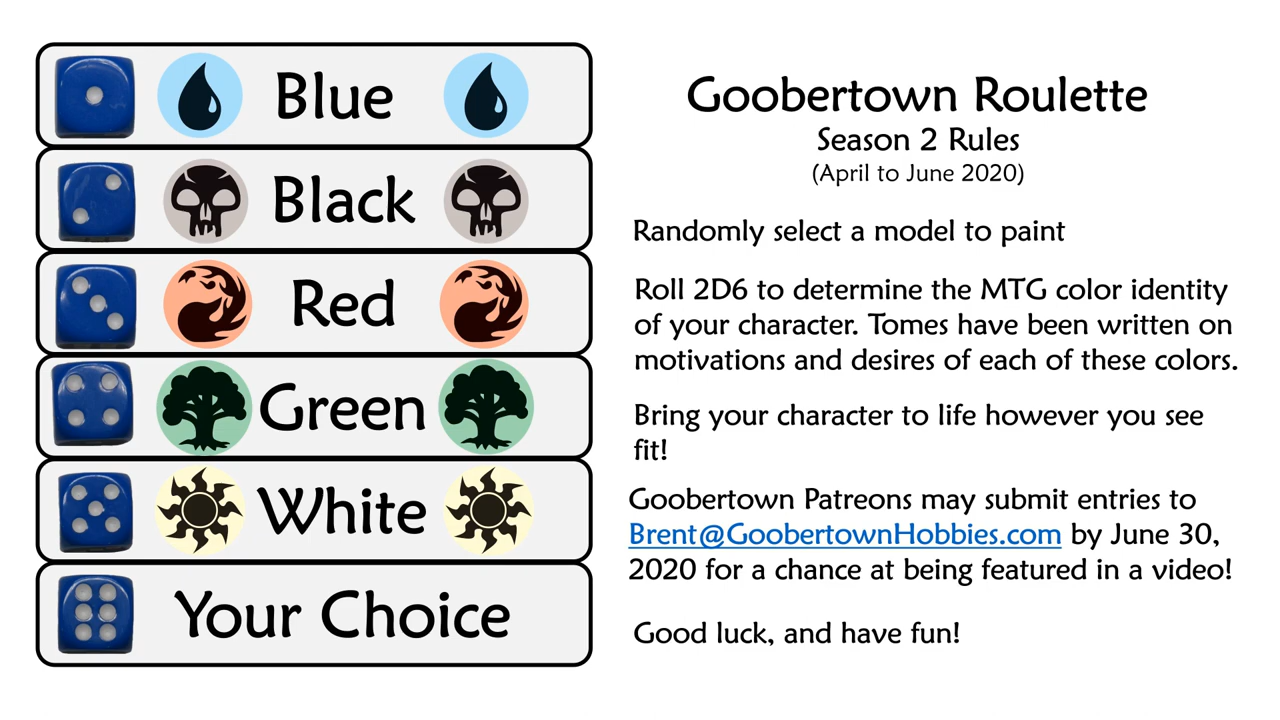 Blue
Black
Red
Green
White
Your Choice
Goobertown Roulette
Season 2 Rules
(April to June 2020)
Randomly select a model to paint
Roll 2D6 to determine the MTG color identity
of your character. Tomes have been written on
motivations and desires of each of these colors.
Bring your character to life however you see
fit!
Goobertown Patreons may submit entries to
Brent@GoobertownHobbies.com by June 30,
2020 for a chance at being featured in a video!
Good luck, and have fun!